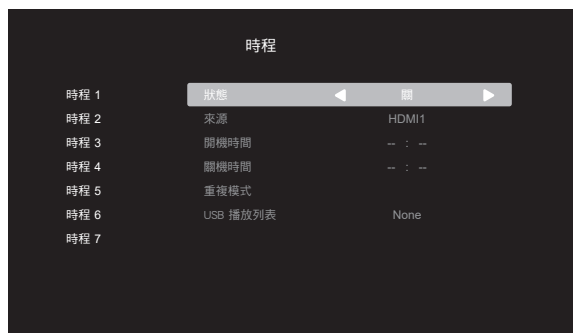 時程
時程 1 狀態 關
時程 2 來源 HDMI1
時程 3 開機時間 -- : --
時程 4 關機時間 -- : --
時程 5 重複模式
時程 6 USB 播放列表 None
時程 7